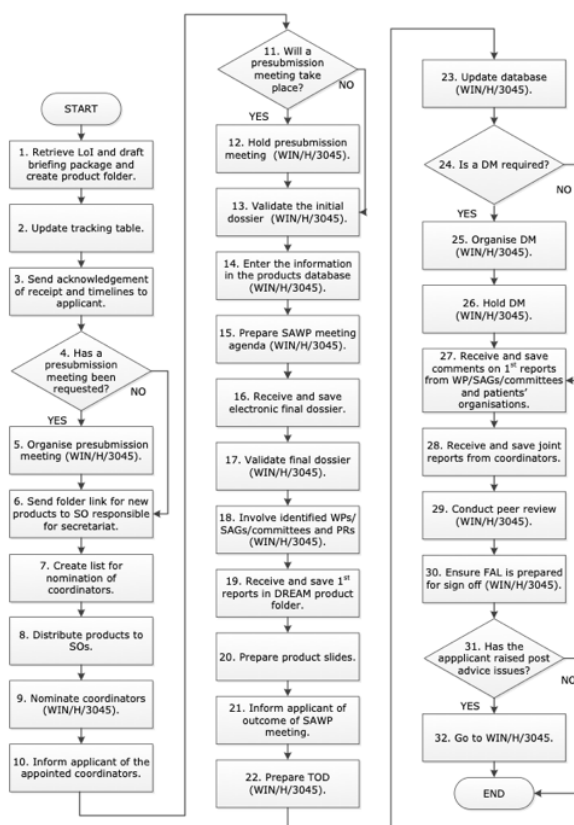 START
1. Retrieve LoI and draft
briefing package and
create product folder.
2. Update tracking table.
3. Send acknowledgement
of receipt and timelines to
applicant.
4. Has a
presubmission
meeting been
requested?
NO
YES
5. Organise presubmission
meeting (WIN/H/3045).
6. Send folder link for new
products to SO responsible
for secretariat.
7. Create list for
nomination of
coordinators.
8. Distribute products to
SOs.
9. Nominate coordinators
(WIN/H/3045).
10. Inform applicant of the
appointed coordinators.
11. Will a
presubmission
meeting take
place?
NO
YES
12. Hold presubmission
meeting (WIN/H/3045).
13. Validate the initial
dossier (WIN/H/3045).
14. Enter the information
in the products database
(WIN/H/3045).
15. Prepare SAWP meeting
agenda (WIN/H/3045).
16. Receive and save
electronic final dossier.
17. Validate final dossier
(WIN/H/3045).
18. Involve identified WPs/
SAGs/committees and PRs
(WIN/H/3045).
19. Receive and save 1st
reports in DREAM product
folder.
20. Prepare product slides.
21. Inform applicant of
outcome of SAWP
meeting.
22. Prepare TOD
(WIN/H/3045).
23. Update database
(WIN/H/3045).
24. Is a DM required?
NO
YES
25. Organise DM
(WIN/H/3045).
26. Hold DM
(WIN/H/3045).
27. Receive and save
comments on 1st reports
from WP/SAGs/committees
and patients'
organisations.
28. Receive and save joint
reports from coordinators.
29. Conduct peer review
(WIN/H/3045).
30. Ensure FAL is prepared
for sign off (WIN/H/3045).
31. Has the
appplicant raised post
advice issues?
NO
YES
32. Go to WIN/H/3045.
END